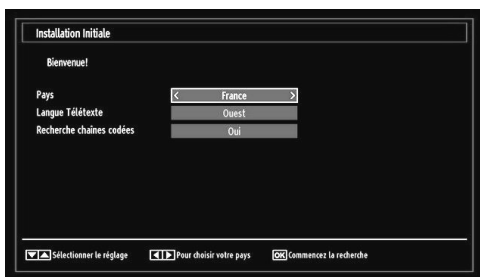 Installation Initiale
Bienvenue!
Pays < France >
Langue Télétexte Ouest
Recherche chaînes codées Oui
Sélectionner le réglage Pour choisir votre pays OK Commencez la recherche